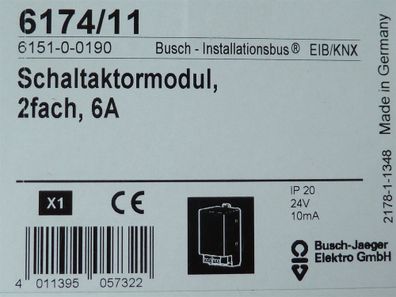 6174/11
6151-0-0190 Busch - Installationsbus® EIB/KNX
Schaltaktormodul,
2fach, 6A
X1 CE
IP 20
24V
10mA
Busch-Jaeger
Elektro GmbH
4 011395 057322
2178-1-1348 Made in Germany